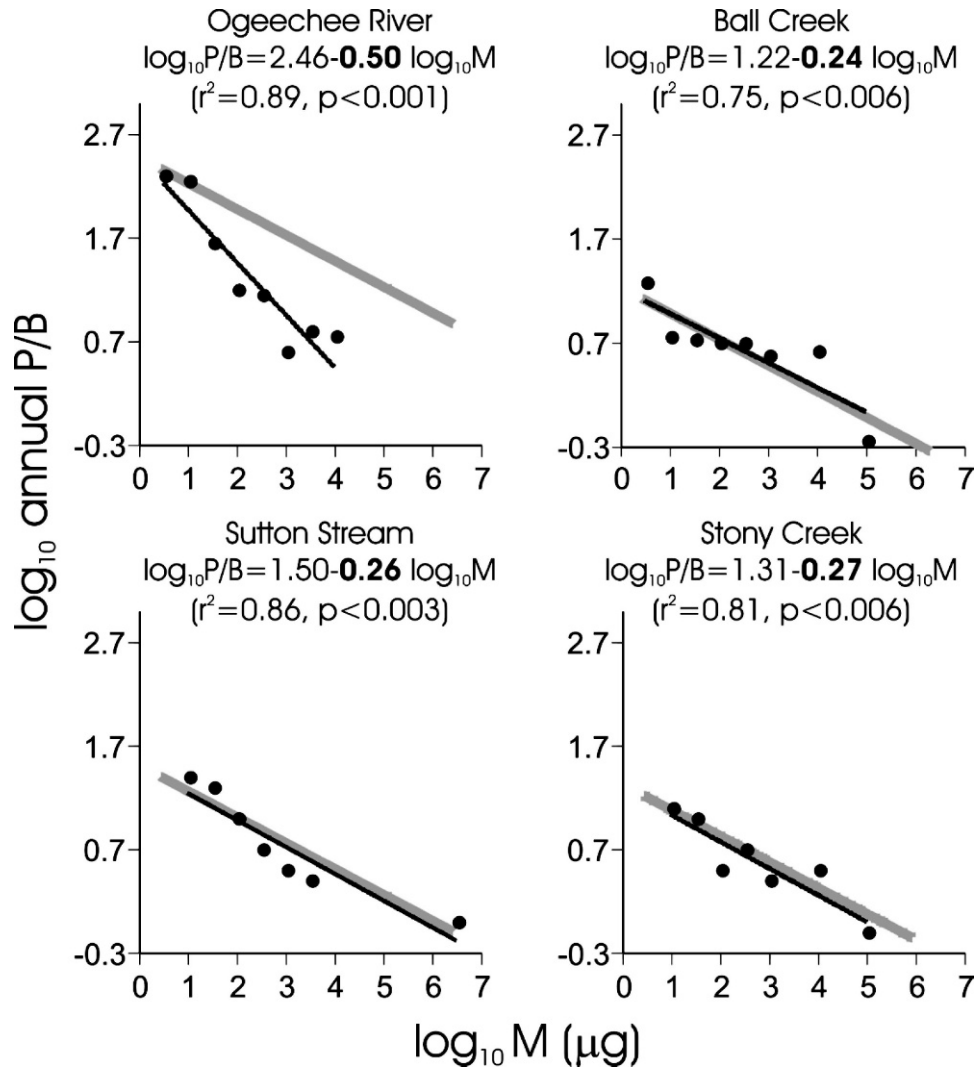 Ogeechee River
log₁₀P/B=2.46-0.50 log₁₀M
(r²=0.89, p<0.001)
2.7
1.7
0.7
-0.3
0 1 2 3 4 5 6 7
Ball Creek
log₁₀P/B=1.22-0.24 log₁₀M
(r²=0.75, p<0.006)
2.7
1.7
0.7
-0.3
0 1 2 3 4 5 6 7
log₁₀ annual P/B
Sutton Stream
log₁₀P/B=1.50-0.26 log₁₀M
(r²=0.86, p<0.003)
2.7
1.7
0.7
-0.3
0 1 2 3 4 5 6 7
Stony Creek
log₁₀P/B=1.31-0.27 log₁₀M
(r²=0.81, p<0.006)
2.7
1.7
0.7
-0.3
0 1 2 3 4 5 6 7
log₁₀ M (μg)